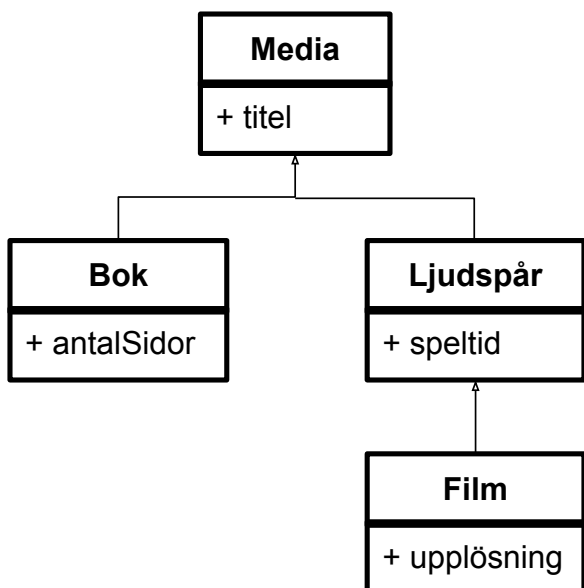 Media
+ titel
Bok
+ antalSidor
Ljudspår
+ speltid
Film
+ upplösning